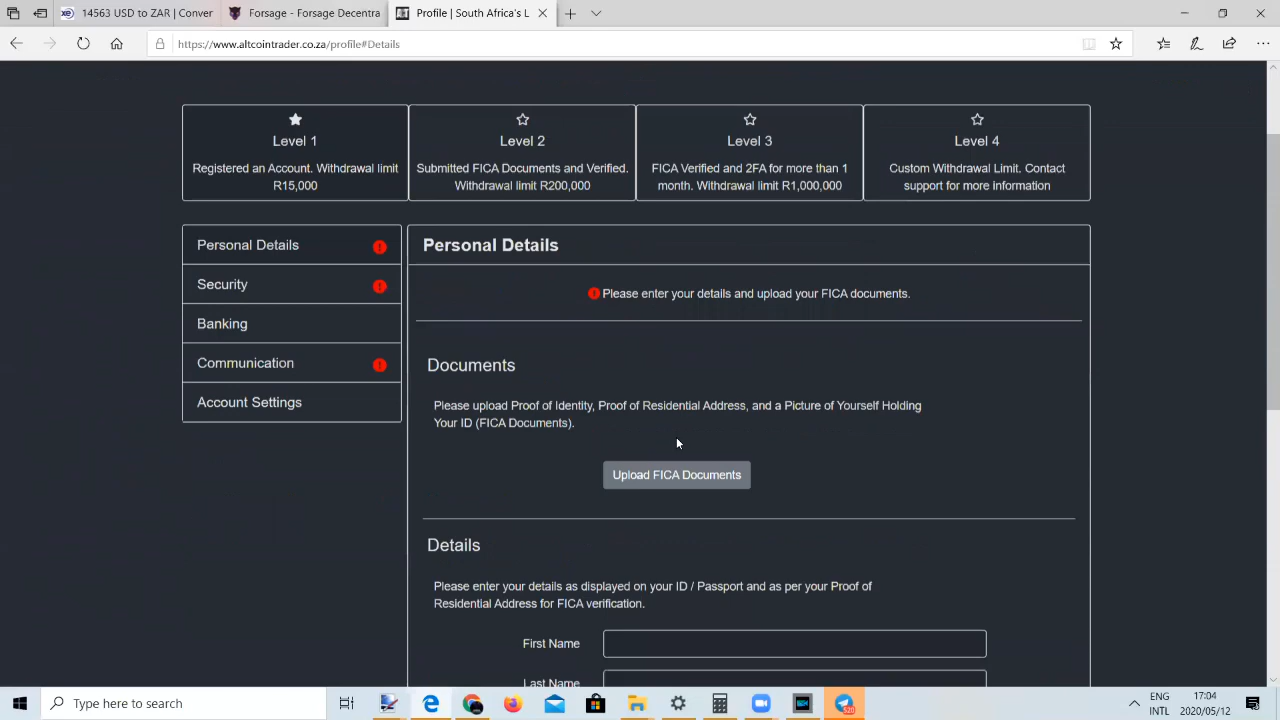 14563 USD to ZAR | Conver
Forsage - Forsage Decentra
Profile | South Africa's L
https://www.altcointrader.co.za/profile#Details
Level 1
Registered an Account. Withdrawal limit
R15,000
Level 2
Submitted FICA Documents and Verified.
Withdrawal limit R200,000
Level 3
FICA Verified and 2FA for more than 1
month. Withdrawal limit R1,000,000
Level 4
Custom Withdrawal Limit. Contact
support for more information
Personal Details
Security
Banking
Communication
Account Settings
Personal Details
Please enter your details and upload your FICA documents.
Documents
Please upload Proof of Identity, Proof of Residential Address, and a Picture of Yourself Holding
Your ID (FICA Documents).
Upload FICA Documents
Details
Please enter your details as displayed on your ID / Passport and as per your Proof of
Residential Address for FICA verification.
First Name
Last Name
Type here to search
ENG
INTL
17:04
2020/05/12